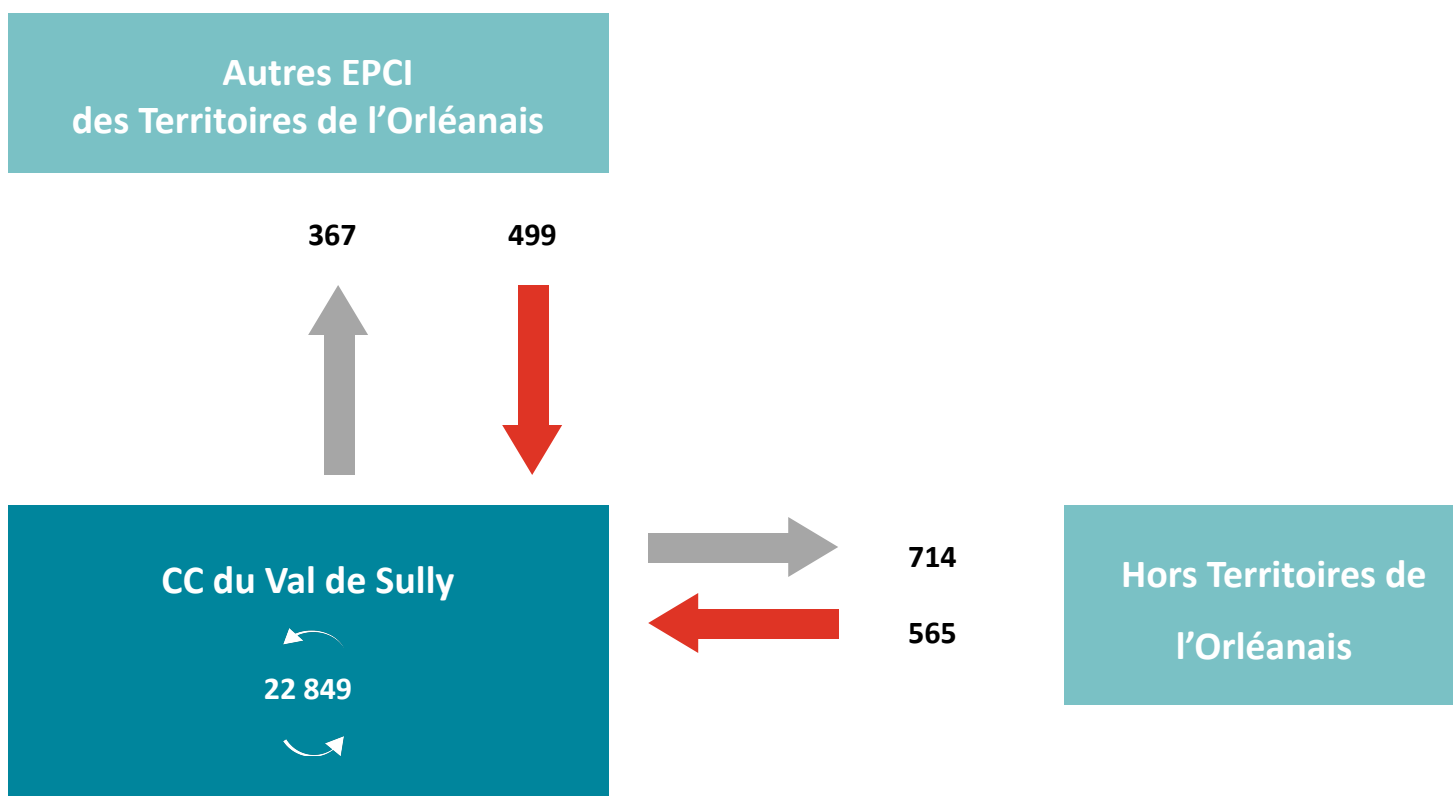 Autres EPCI
des Territoires de l’Orléanais
367
499
CC du Val de Sully
22 849
714
565
Hors Territoires de
l’Orléanais